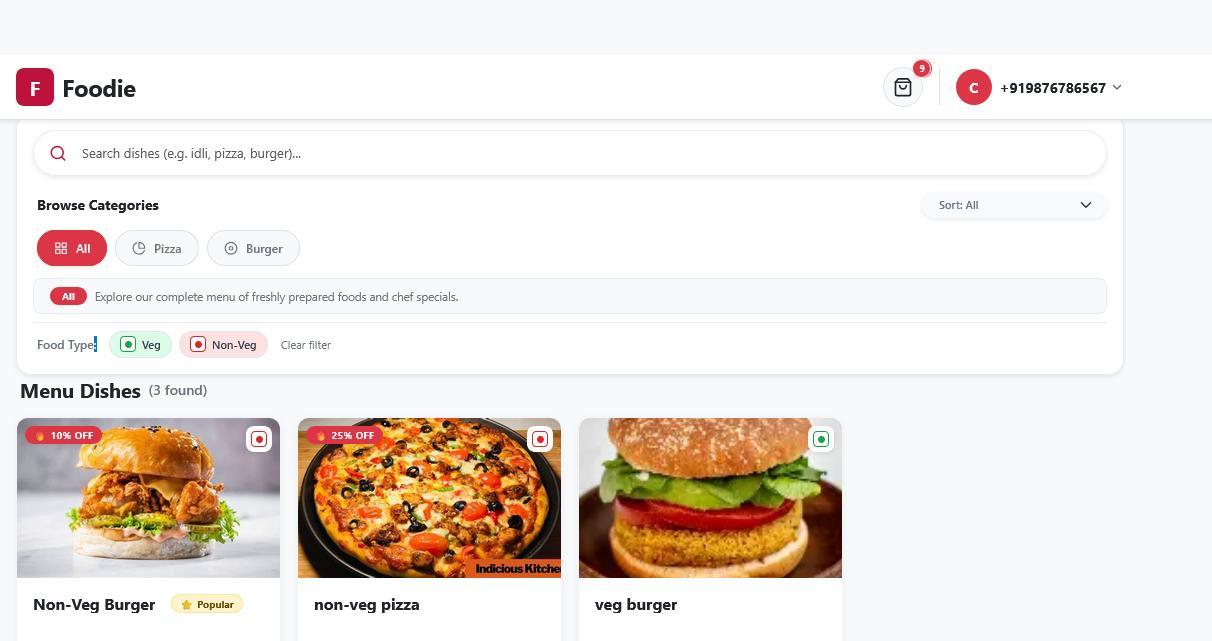 F Foodie
9
C +919876786567
Search dishes (e.g. idli, pizza, burger)...
Browse Categories
Sort: All
All Pizza Burger
All Explore our complete menu of freshly prepared foods and chef specials.
Food Type: Veg Non-Veg Clear filter
Menu Dishes (3 found)
10% OFF
25% OFF
Indicious Kitchen
Non-Veg Burger Popular
non-veg pizza
veg burger